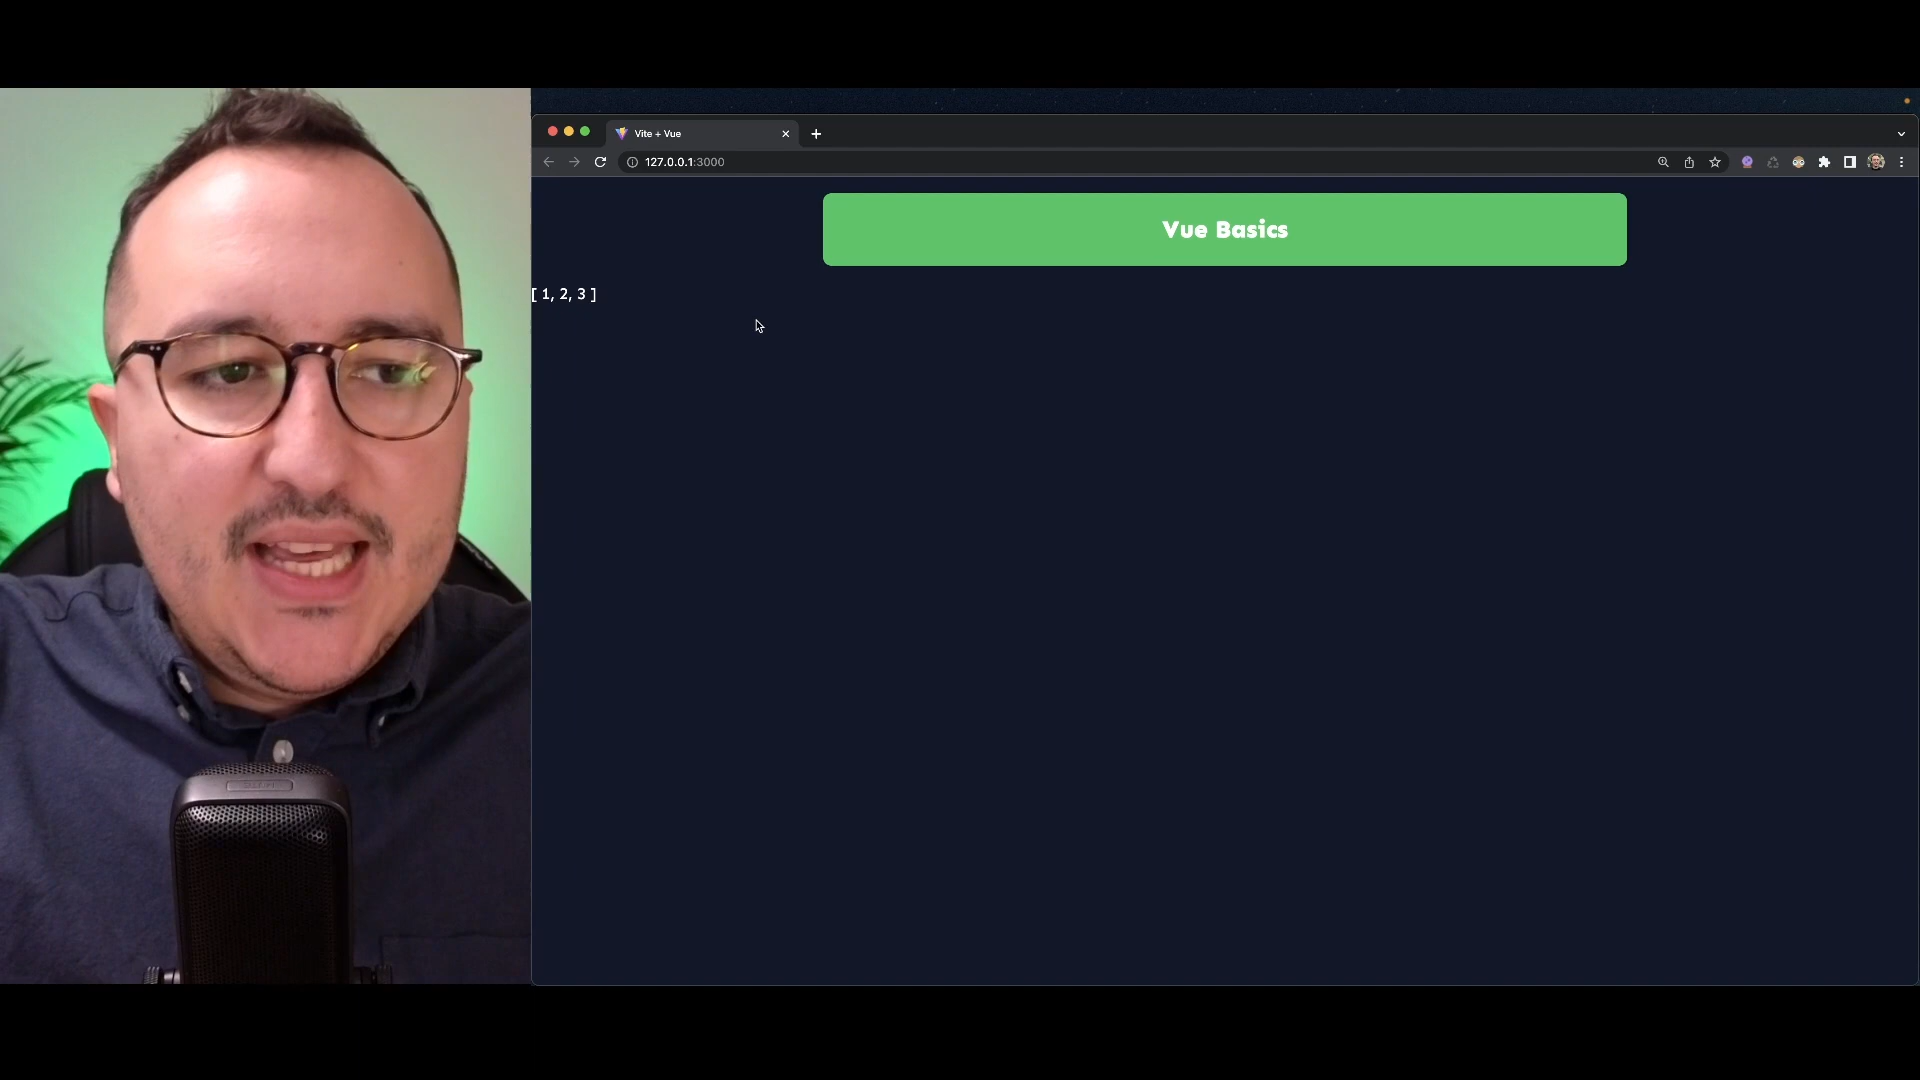 Vite + Vue
127.0.0.1:3000
Vue Basics
[ 1, 2, 3 ]